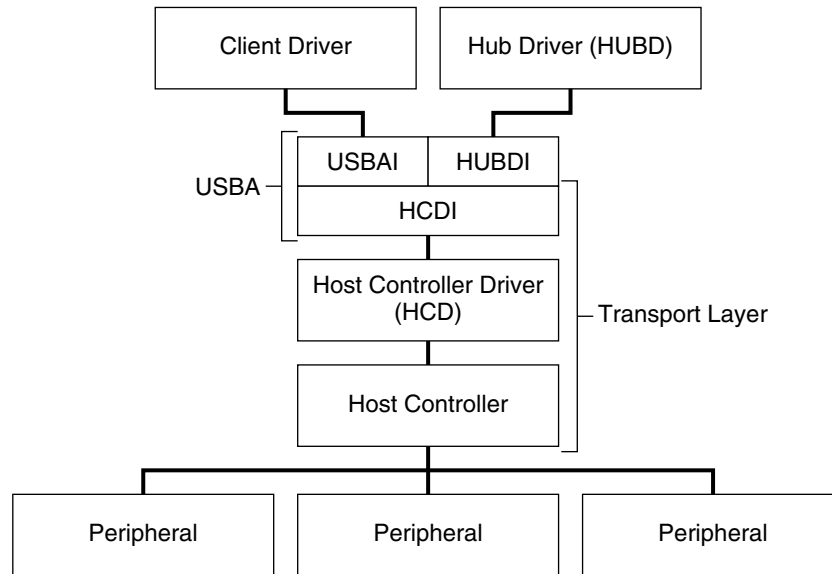 Client Driver
Hub Driver (HUBD)
USBAI
HUBDI
USBA
HCDI
Host Controller Driver
(HCD)
Transport Layer
Host Controller
Peripheral
Peripheral
Peripheral